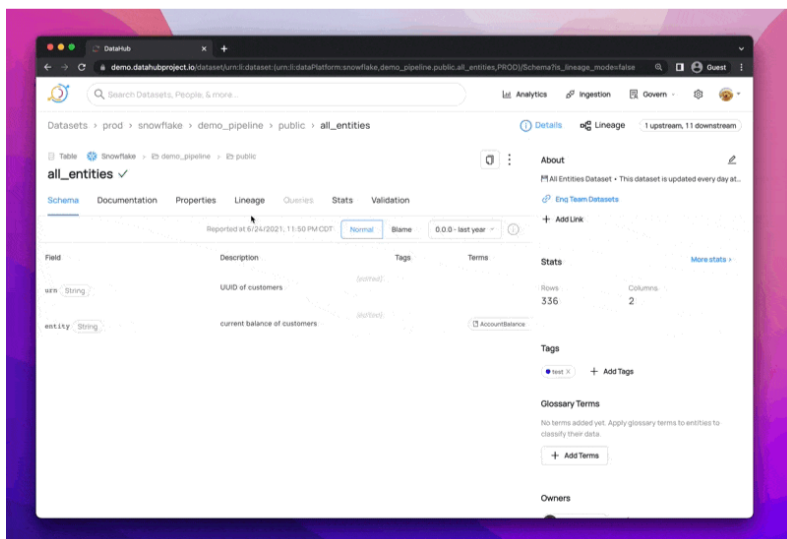 DataHub
demo.datahubproject.io/dataset/urn:li:dataset:(urn:li:dataPlatform:snowflake,demo_pipeline.public.all_entities,PROD)/Schema?is_lineage_mode=false
Guest
Search Datasets, People, & more...
Analytics
Ingestion
Govern
Datasets > prod > snowflake > demo_pipeline > public > all_entities
Details
Lineage
1 upstream, 11 downstream
Table Snowflake > demo_pipeline > public
all_entities
Schema Documentation Properties Lineage Queries Stats Validation
Reported at 6/24/2021, 11:50 PM CDT
Normal Blame
0.0.0 - last year
Field Description Tags Terms
urn String UUID of customers
entity String current balance of customers AccountBalance
About
All Entities Dataset • This dataset is updated every day at...
Eng Team Datasets
+ Add Link
Stats
More stats >
Rows Columns
336 2
Tags
test ×
+ Add Tags
Glossary Terms
No terms added yet. Apply glossary terms to entities to
classify their data.
+ Add Terms
Owners